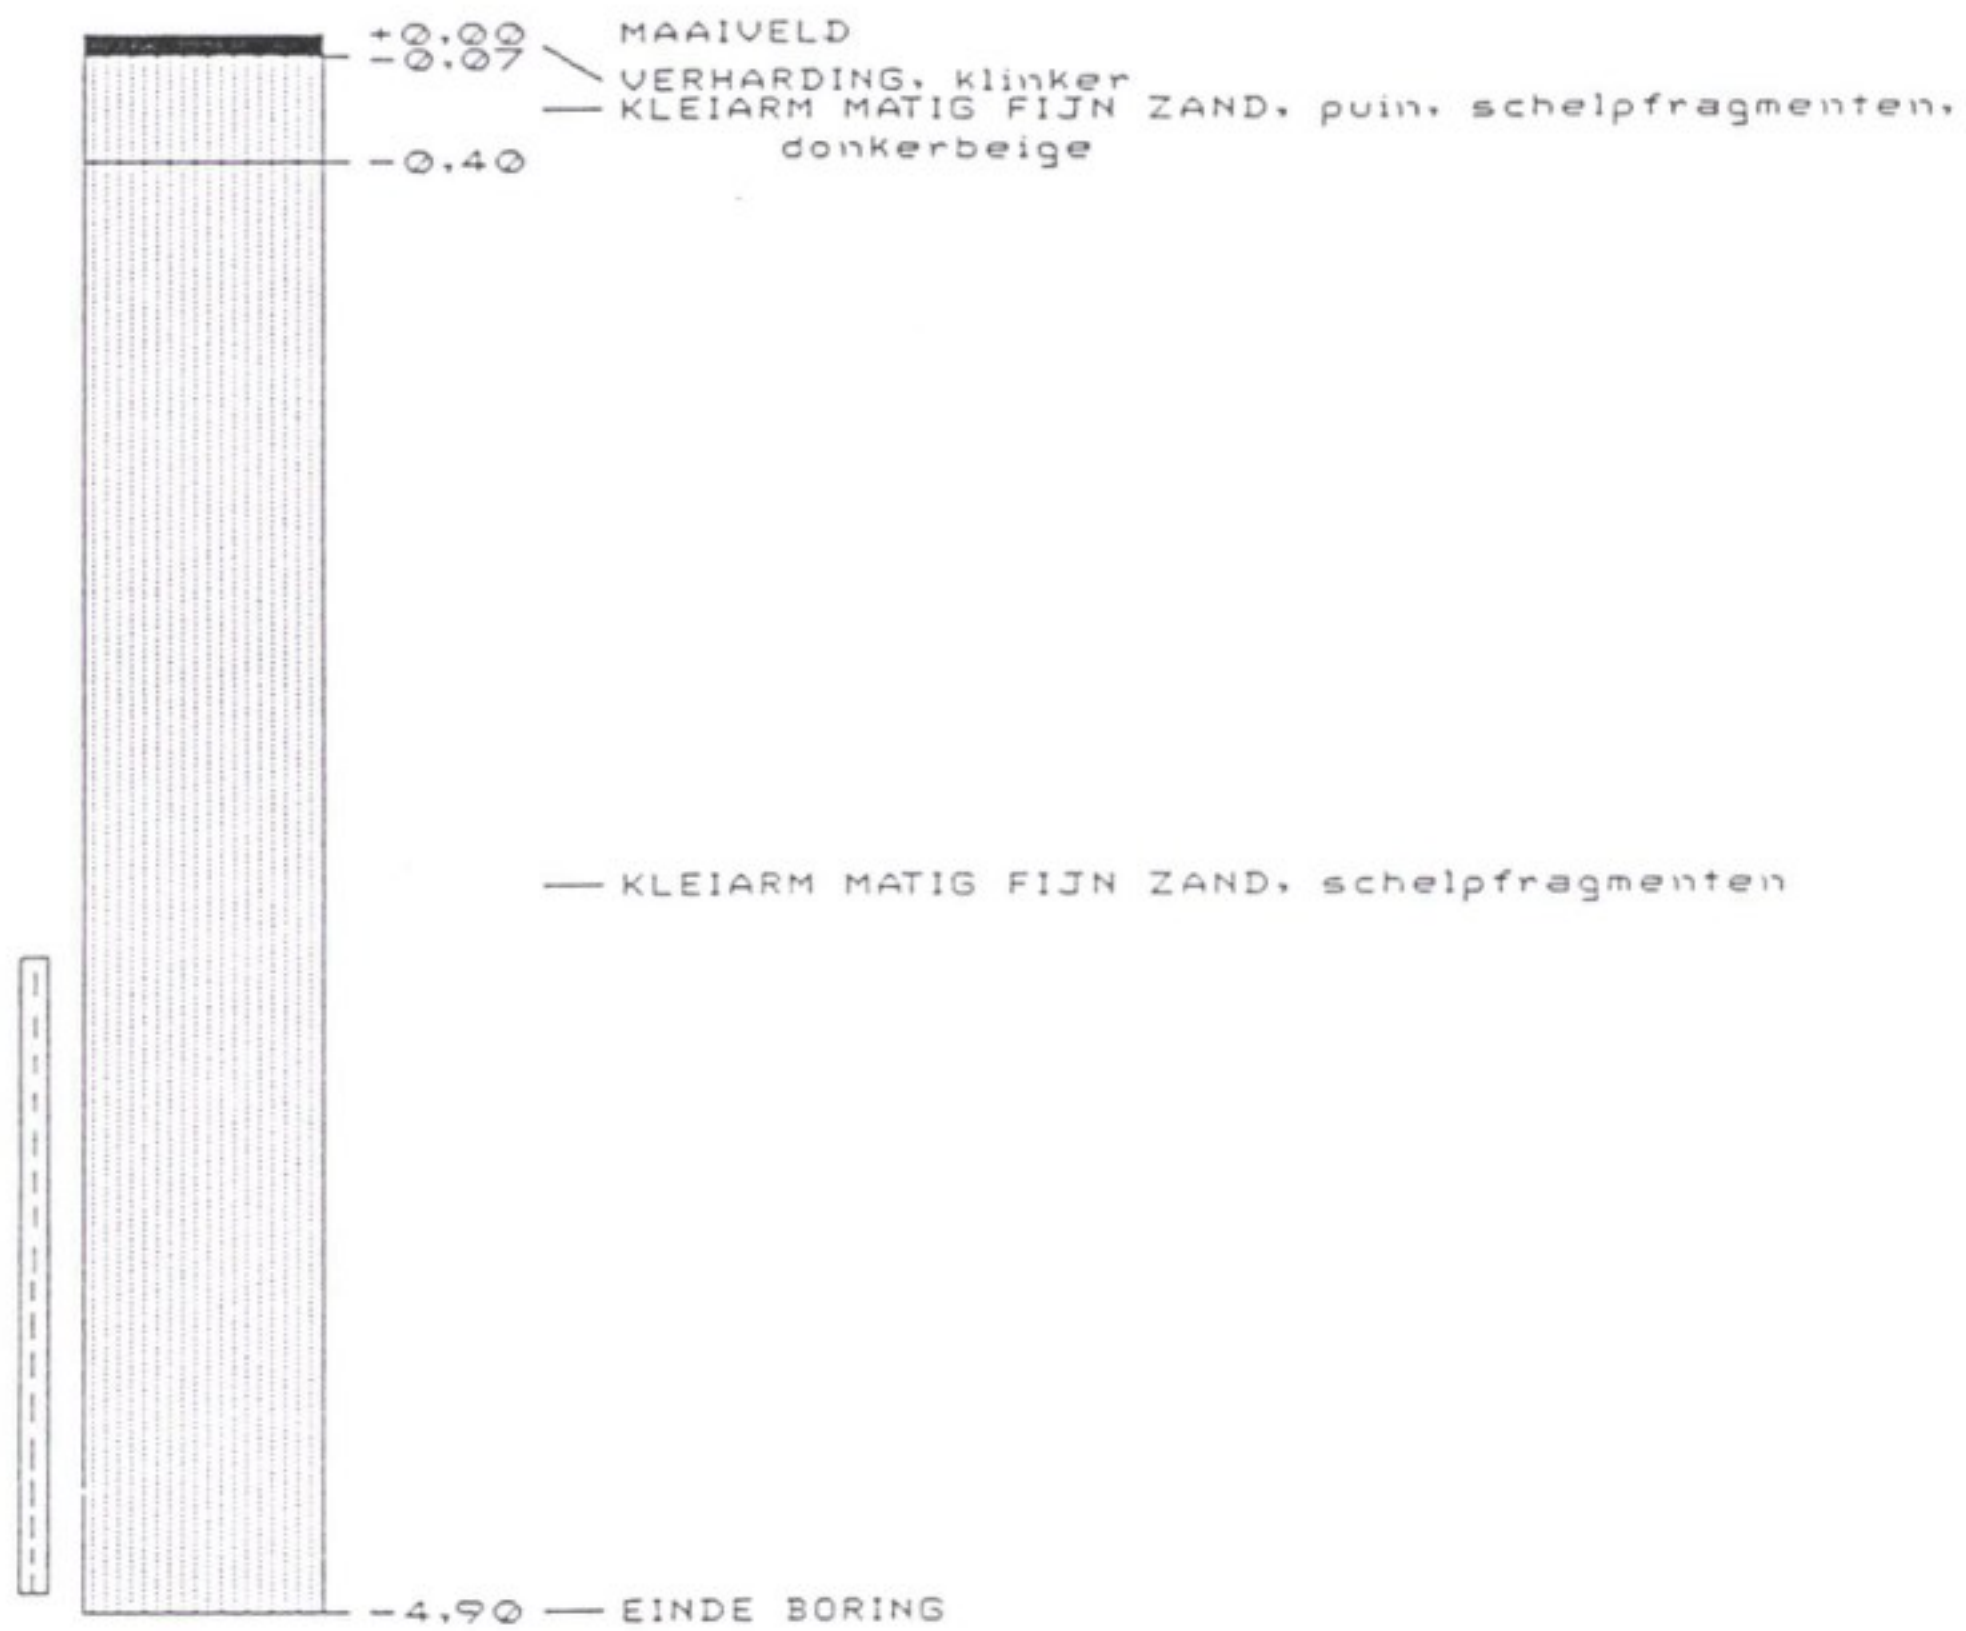 +0,00 MAAIVELD
-0,07
VERHARDING, klinker
KLEIARM MATIG FIJN ZAND, puin, schelpfragmenten,
donkerbeige
-0,40
KLEIARM MATIG FIJN ZAND, schelpfragmenten
-4,90 EINDE BORING